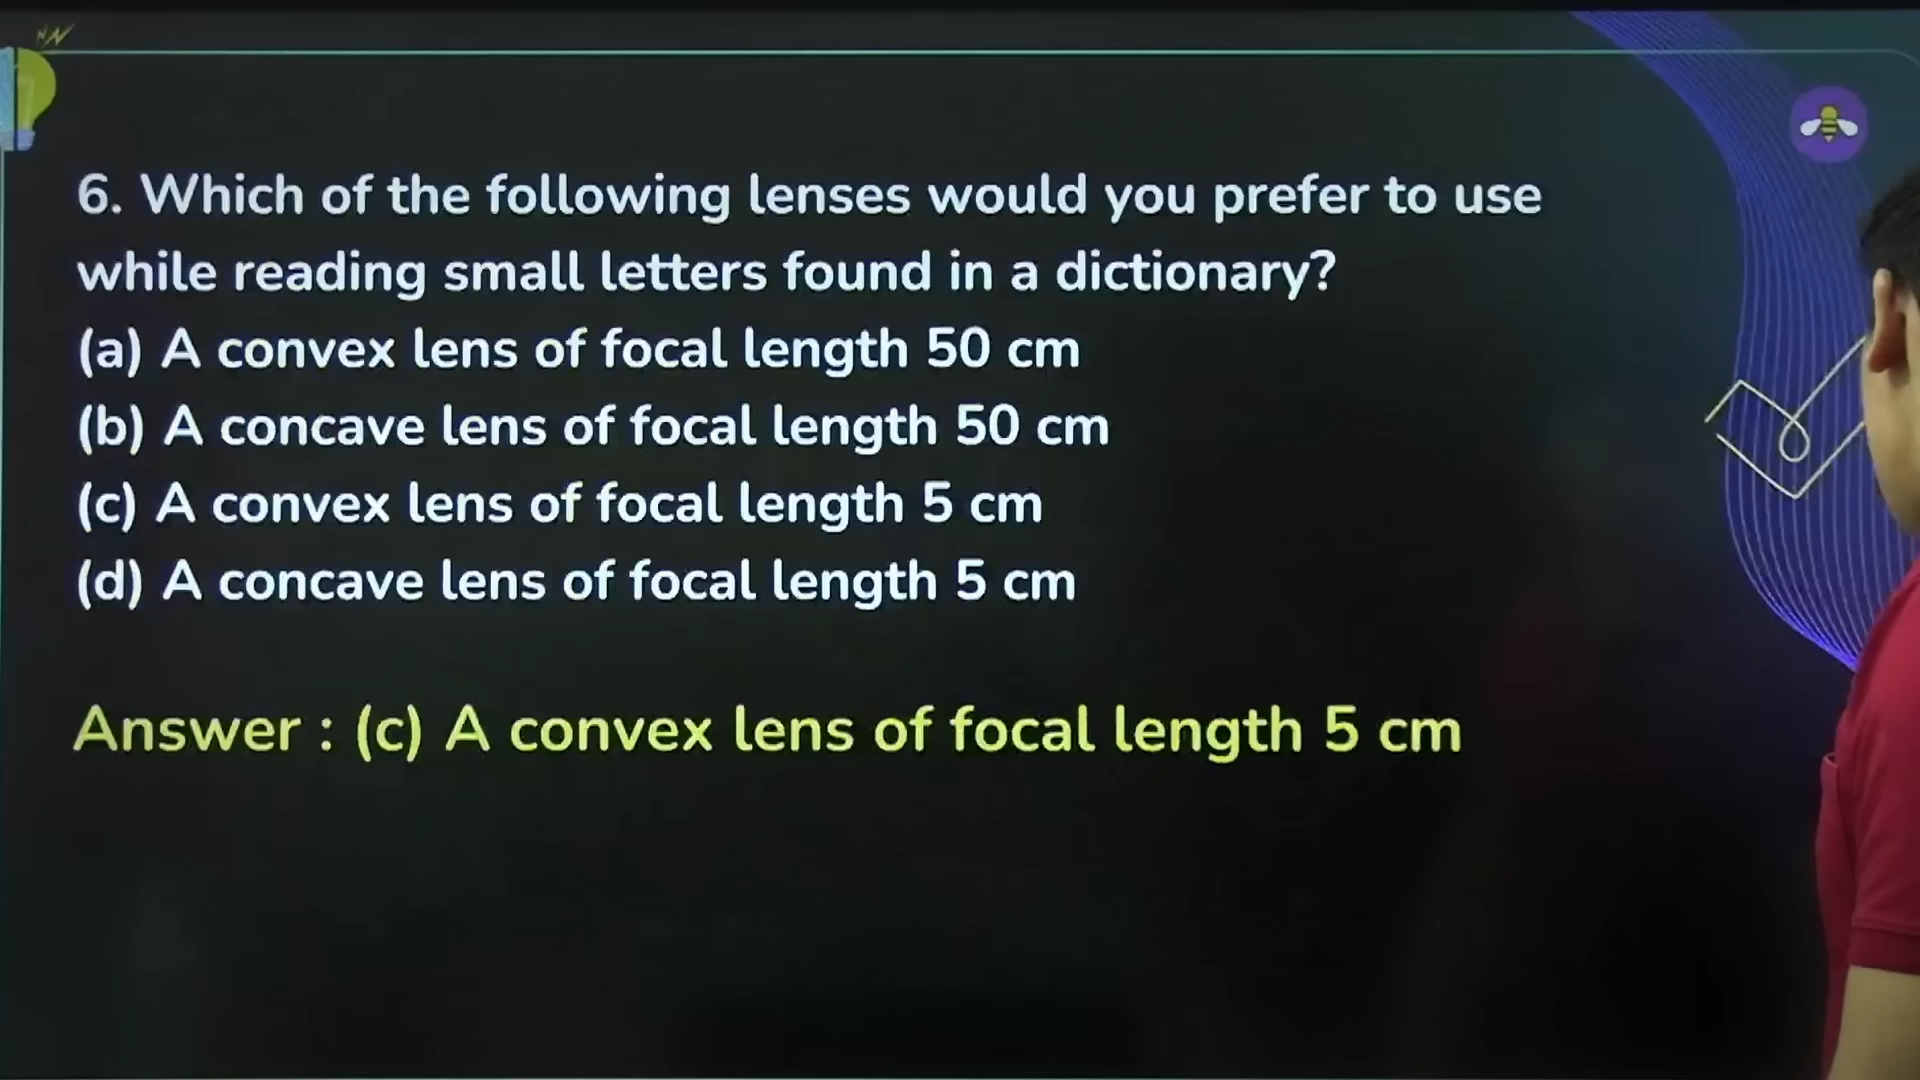 6. Which of the following lenses would you prefer to use
while reading small letters found in a dictionary?
(a) A convex lens of focal length 50 cm
(b) A concave lens of focal length 50 cm
(c) A convex lens of focal length 5 cm
(d) A concave lens of focal length 5 cm
Answer : (c) A convex lens of focal length 5 cm